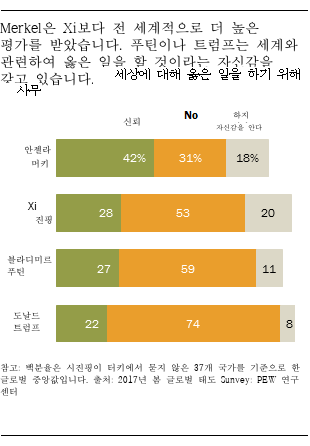 Merkel은 Xi보다 전 세계적으로 더 높은
평가를 받았습니다. 푸틴이나 트럼프는 세계와
관련하여 옳은 일을 할 것이라는 자신감을
갖고 있습니다. 세상에 대해 옳은 일을 하기 위해
사무
신뢰 No 하지
자신감을 안다
안젤라
머키 42% 31% 18%
Xi
진핑 28 53 20
블라디미르
푸틴 27 59 11
도날드
트럼프 22 74 8
참고: 백분율은 시진핑이 터키에서 묻지 않은 37개 국가를 기준으로 한
글로벌 중앙값입니다. 출처: 2017년 봄 글로벌 태도 Survey: PEW 연구
센터